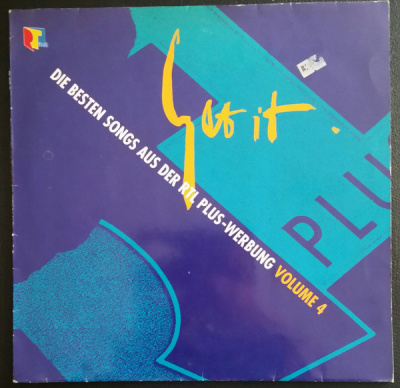 Get it.
DIE BESTEN SONGS AUS DER RTL PLUS-WERBUNG VOLUME 4
PLU